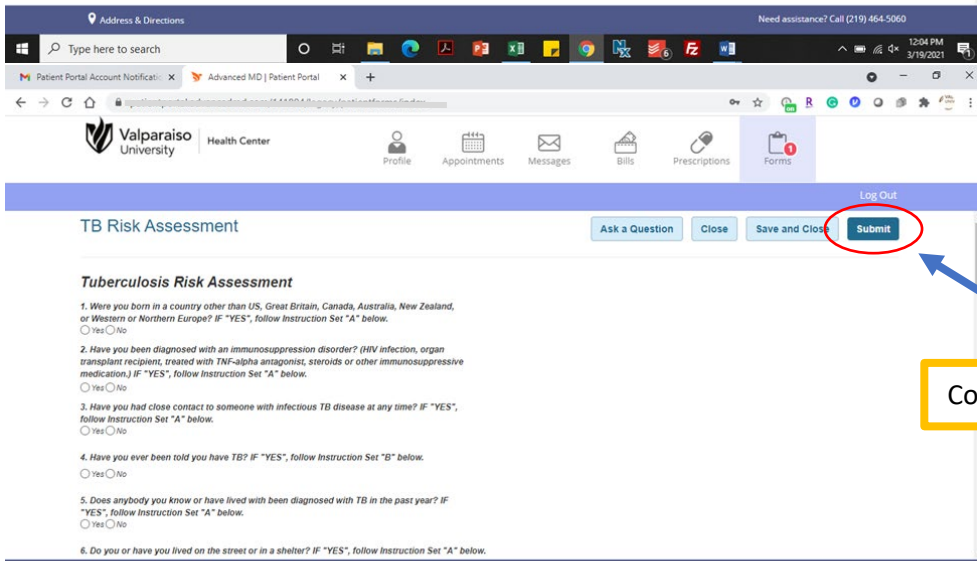 Address & Directions
Need assistance? Call (219) 464-5060
Type here to search
12:04 PM
3/19/2021
Patient Portal Account Notificatio
Advanced MD | Patient Portal
Valparaiso University
Health Center
Profile
Appointments
Messages
Bills
Prescriptions
Forms
1
Log Out
TB Risk Assessment
Ask a Question
Close
Save and Close
Submit
Tuberculosis Risk Assessment
1. Were you born in a country other than US, Great Britain, Canada, Australia, New Zealand,
or Western or Northern Europe? IF "YES", follow Instruction Set "A" below.
Yes No
2. Have you been diagnosed with an immunosuppression disorder? (HIV infection, organ
transplant recipient, treated with TNF-alpha antagonist, steroids or other immunosuppressive
medication.) IF "YES", follow Instruction Set "A" below.
Yes No
3. Have you had close contact to someone with infectious TB disease at any time? IF "YES",
follow Instruction Set "A" below.
Yes No
4. Have you ever been told you have TB? IF "YES", follow Instruction Set "B" below.
Yes No
Co
5. Does anybody you know or have lived with been diagnosed with TB in the past year? IF
"YES", follow Instruction Set "A" below.
Yes No
6. Do you or have you lived on the street or in a shelter? IF "YES", follow Instruction Set "A" below.